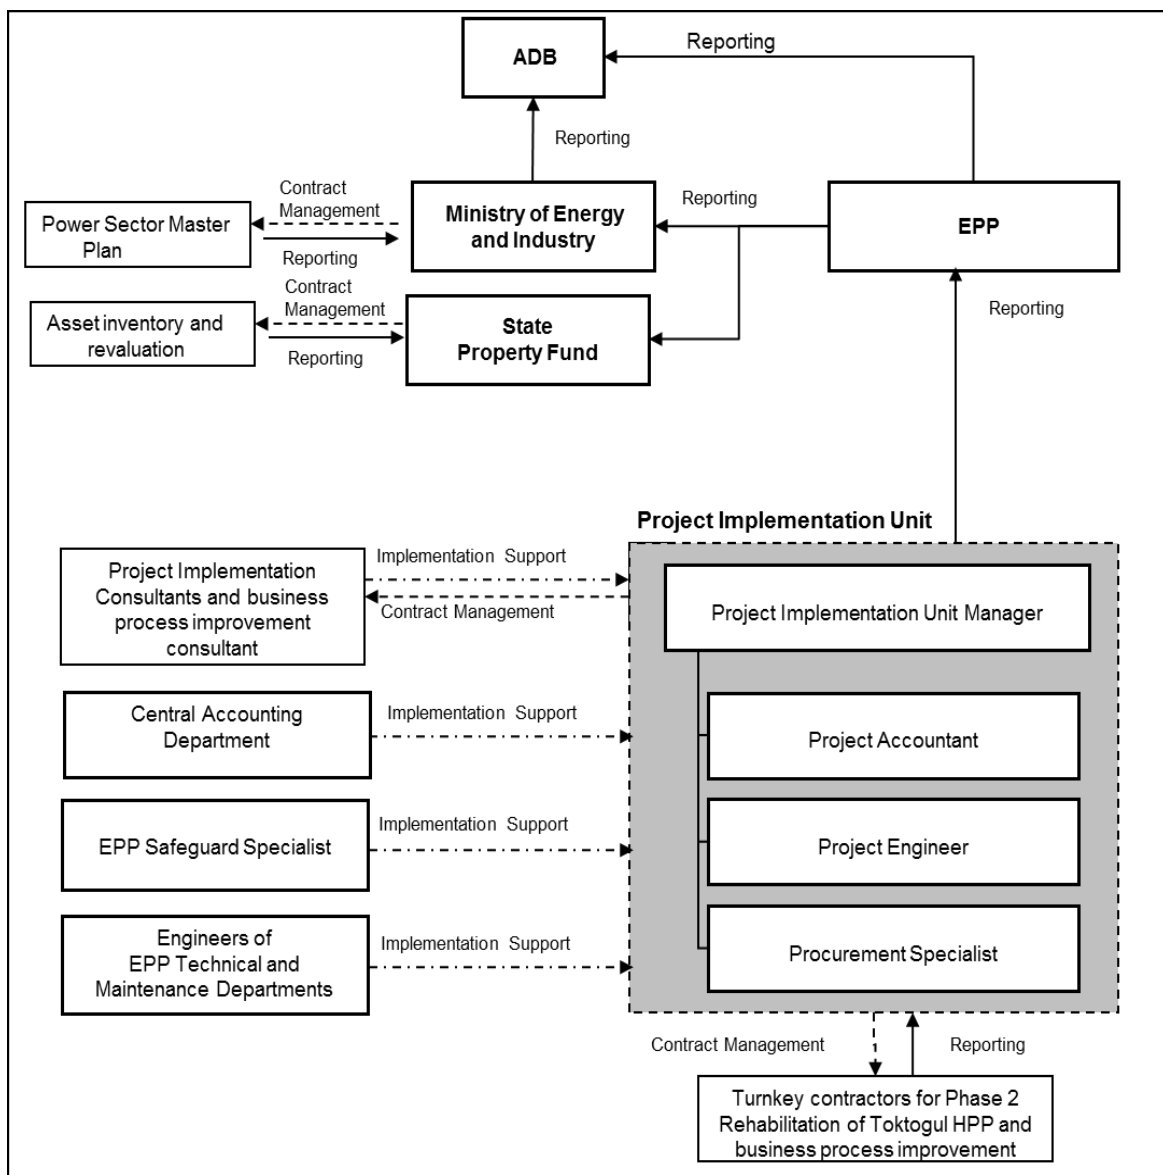 ADB
Reporting
Reporting
Contract
Management
Power Sector Master
Plan
Reporting
Ministry of Energy
and Industry
Reporting
EPP
Contract
Management
Asset inventory and
revaluation
Reporting
State
Property Fund
Reporting
Project Implementation Unit
Project Implementation
Consultants and business
process improvement
consultant
Implementation Support
Contract Management
Project Implementation Unit Manager
Central Accounting
Department
Implementation Support
Project Accountant
EPP Safeguard Specialist
Implementation Support
Project Engineer
Engineers of
EPP Technical and
Maintenance Departments
Implementation Support
Procurement Specialist
Contract Management
Reporting
Turnkey contractors for Phase 2
Rehabilitation of Toktogul HPP and
business process improvement